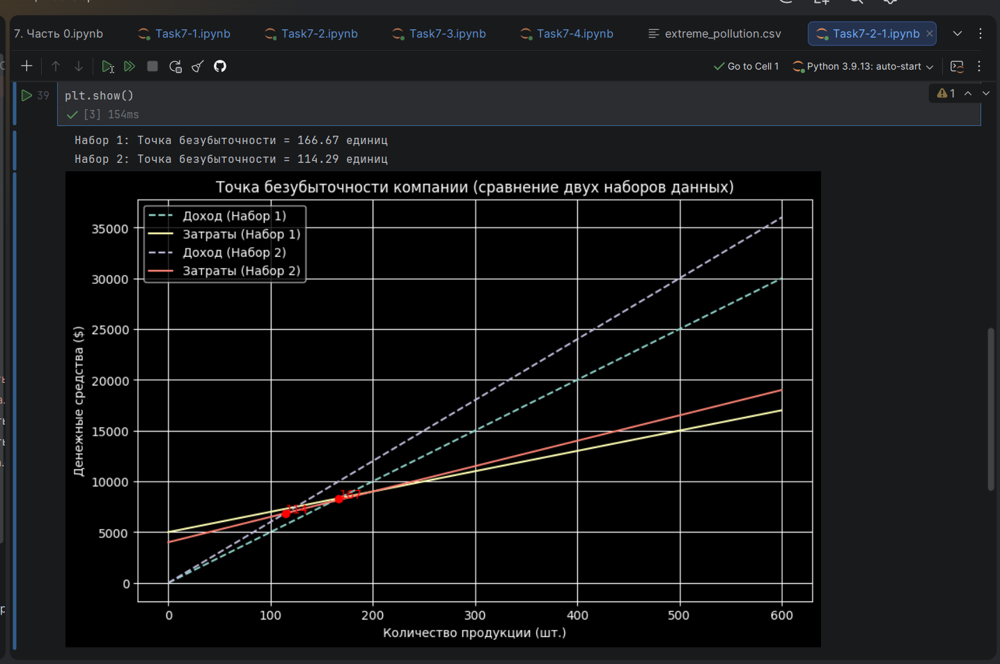 7. Часть 0.ipynb
Task7-1.ipynb
Task7-2.ipynb
Task7-3.ipynb
Task7-4.ipynb
extreme_pollution.csv
Task7-2-1.ipynb
Go to Cell 1
Python 3.9.13: auto-start
39
plt.show()
1
[3] 154ms
Набор 1: Точка безубыточности = 166.67 единиц
Набор 2: Точка безубыточности = 114.29 единиц
Точка безубыточности компании (сравнение двух наборов данных)
Доход (Набор 1)
Затраты (Набор 1)
Доход (Набор 2)
Затраты (Набор 2)
35000
30000
25000
20000
15000
10000
5000
0
Денежные средства ($)
167
114
0 100 200 300 400 500 600
Количество продукции (шт.)